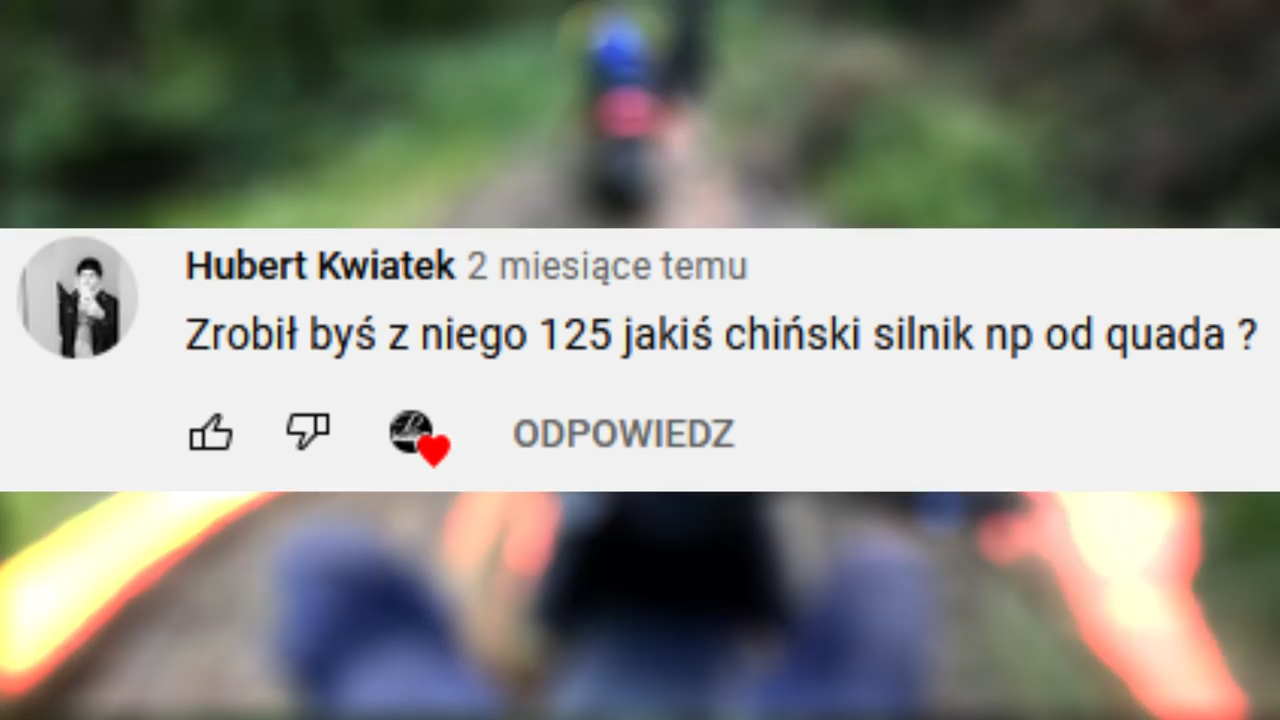 Hubert Kwiatek 2 miesiące temu
Zrobił byś z niego 125 jakiś chiński silnik np od quada ?
ODPOWIEDZ